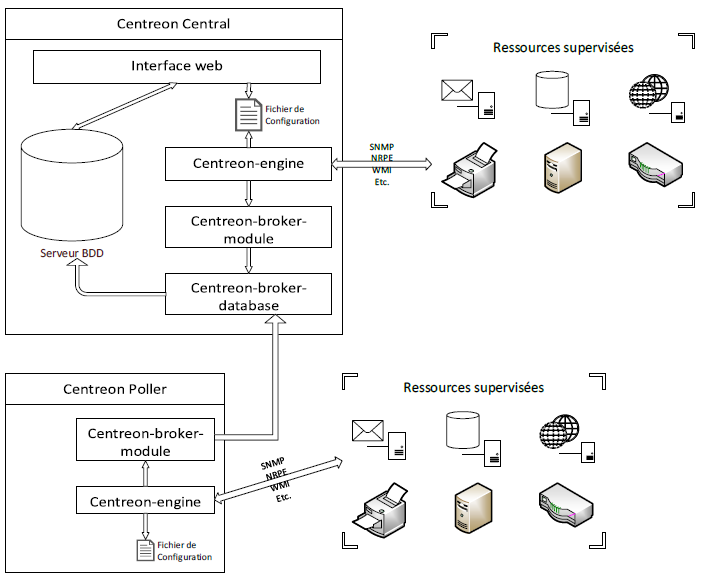 Centreon Central
Interface web
Fichier de
Configuration
Centreon-engine
Centreon-broker-
module
Serveur BDD
Centreon-broker-
database
SNMP
NRPE
WMI
Etc.
Ressources supervisées
Centreon Poller
Centreon-broker-
module
Centreon-engine
Fichier de
Configuration
SNMP
NRPE
WMI
Etc.
Ressources supervisées